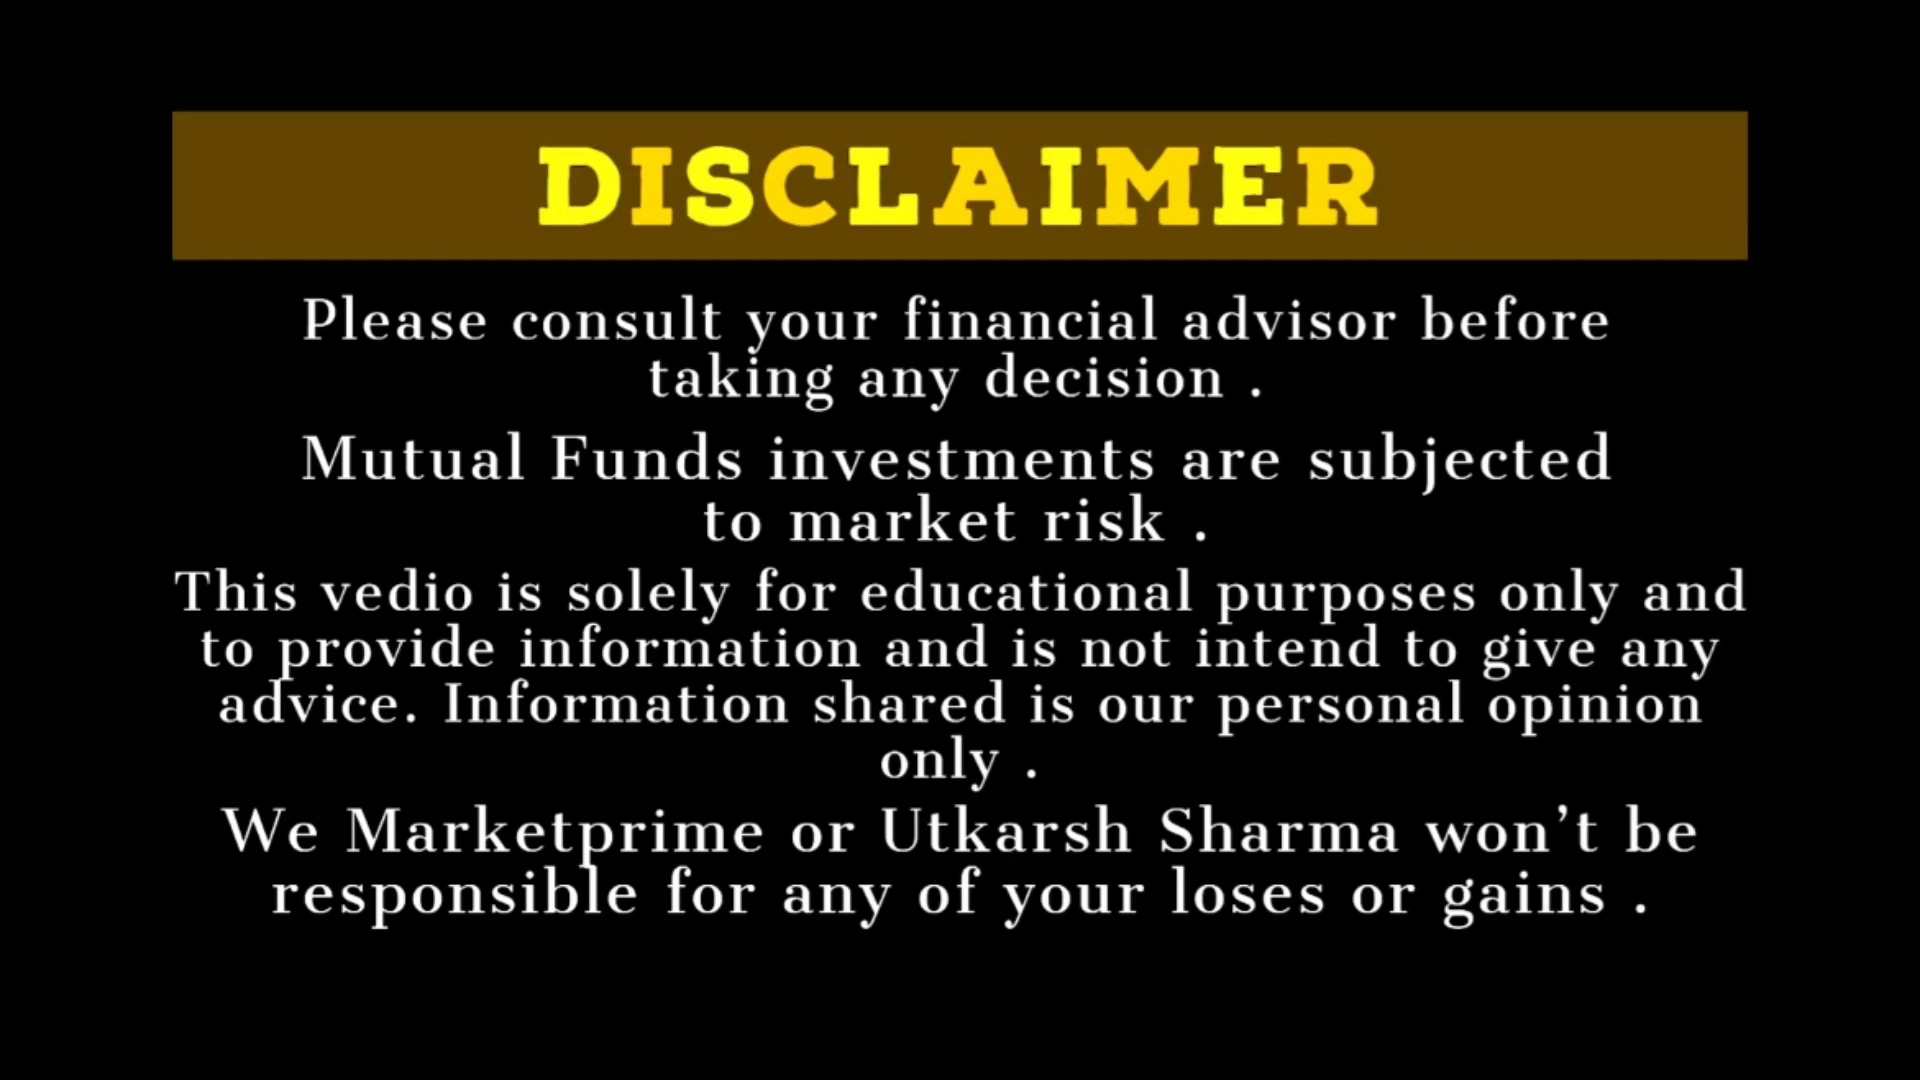 DISCLAIMER
Please consult your financial advisor before
taking any decision .
Mutual Funds investments are subjected
to market risk .
This vedio is solely for educational purposes only and
to provide information and is not intend to give any
advice. Information shared is our personal opinion
only .
We Marketprime or Utkarsh Sharma won’t be
responsible for any of your loses or gains .